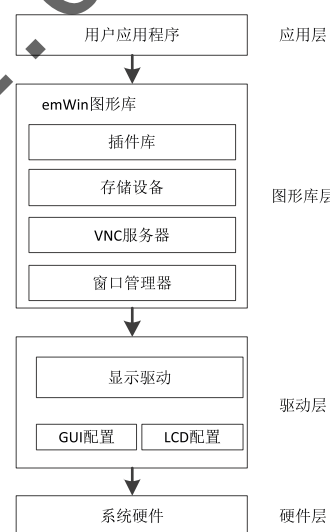 用户应用程序 应用层
emWin图形库
插件库
存储设备
图形库层
VNC服务器
窗口管理器
显示驱动
驱动层
GUI配置 LCD配置
系统硬件 硬件层